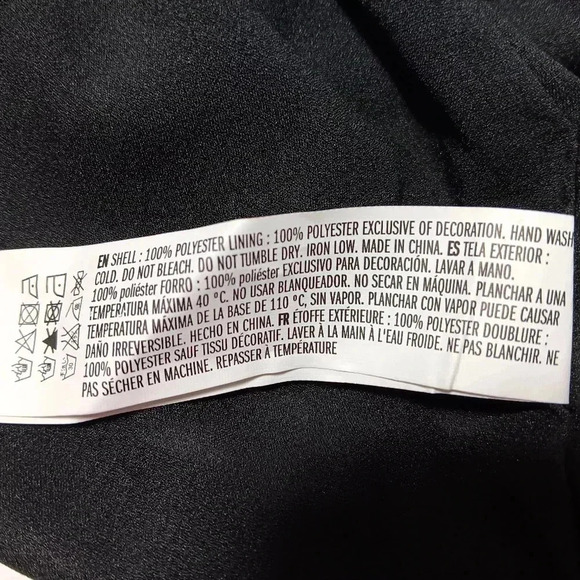 EN SHELL : 100% POLYESTER LINING : 100% POLYESTER EXCLUSIVE OF DECORATION. HAND WASH
COLD. DO NOT BLEACH. DO NOT TUMBLE DRY. IRON LOW. MADE IN CHINA. ES TELA EXTERIOR :
100% poliéster FORRO : 100% poliéster EXCLUSIVO PARA DECORACIÓN. LAVAR A MANO.
TEMPERATURA MÁXIMA 40 °C. NO USAR BLANQUEADOR. NO SECAR EN MÁQUINA. PLANCHAR A UNA
TEMPERATURA MÁXIMA DE LA BASE DE 110 °C, SIN VAPOR. PLANCHAR CON VAPOR PUEDE CAUSAR
DAÑO IRREVERSIBLE. HECHO EN CHINA. FR ÉTOFFE EXTÉRIEURE : 100% POLYESTER DOUBLURE :
100% POLYESTER SAUF TISSU DÉCORATIF. LAVER À LA MAIN À L'EAU FROIDE. NE PAS BLANCHIR. NE
PAS SÉCHER EN MACHINE. REPASSER À TEMPÉRATURE